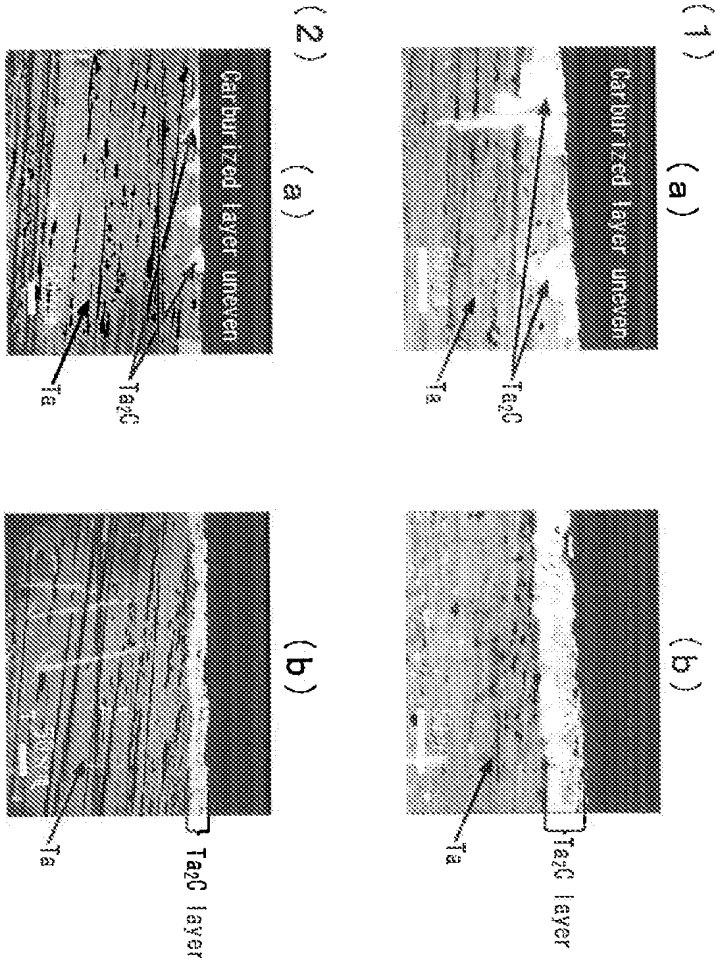 (1)
(a)
Carburized layer uneven
Ta₂C
Ta
(b)
Ta₂C layer
Ta
(2)
(a)
Carburized layer uneven
Ta₂C
Ta
(b)
Ta₂C layer
Ta